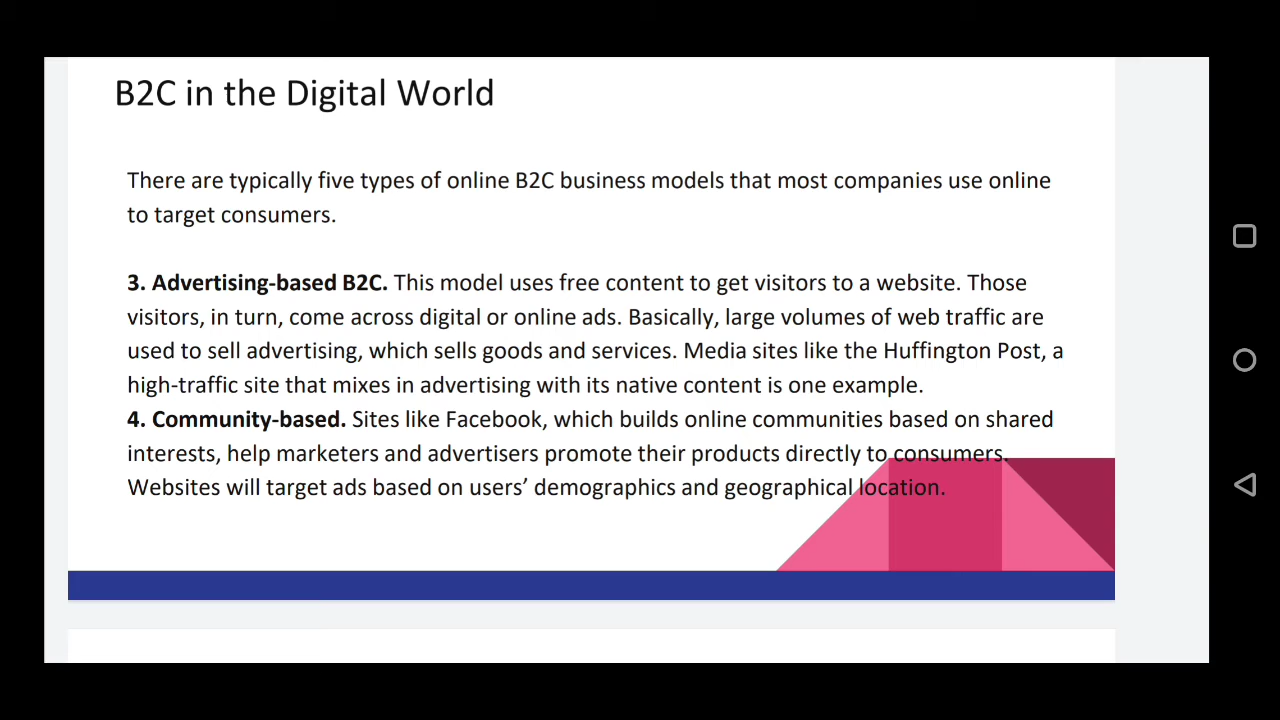 B2C in the Digital World
There are typically five types of online B2C business models that most companies use online
to target consumers.
3. Advertising-based B2C. This model uses free content to get visitors to a website. Those
visitors, in turn, come across digital or online ads. Basically, large volumes of web traffic are
used to sell advertising, which sells goods and services. Media sites like the Huffington Post, a
high-traffic site that mixes in advertising with its native content is one example.
4. Community-based. Sites like Facebook, which builds online communities based on shared
interests, help marketers and advertisers promote their products directly to consumers.
Websites will target ads based on users’ demographics and geographical location.